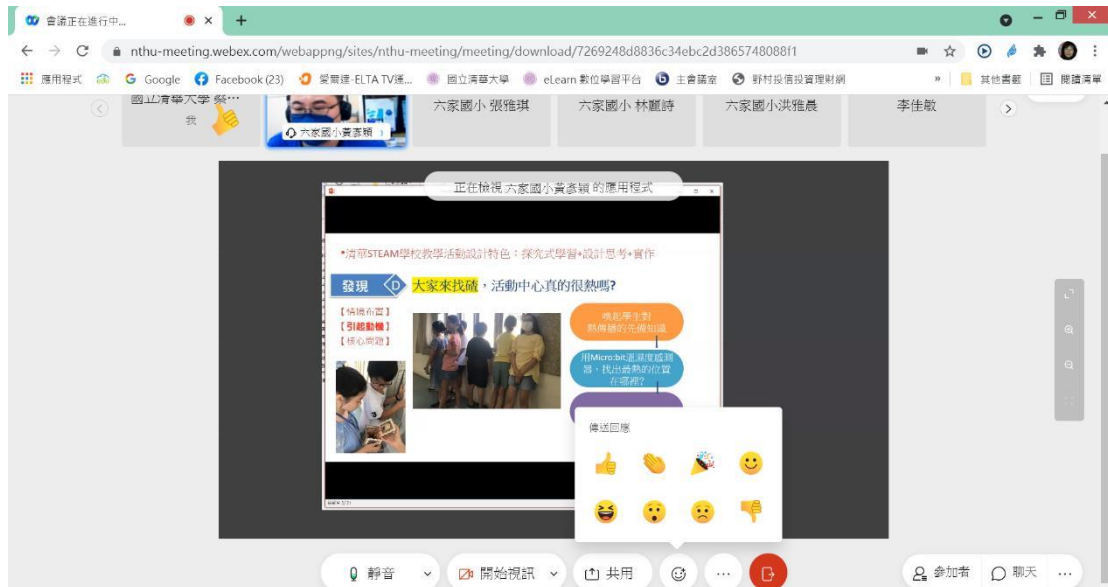 會議正在進行中...
nthu-meeting.webex.com/webappng/sites/nthu-meeting/meeting/download/7269248d8836c34ebc2d3865748088f1
應用程式 Google Facebook (23) 愛爾達-ELTA TV運... 國立清華大學 eLearn 數位學習平台 主會議室 野村投信投資理財網 » 其他書籤 閱讀清單
國立清華大學 蔡…
我
六家國小黃彥穎
六家國小 張雅琪
六家國小 林麗詩
六家國小洪雅晨
李佳敏
正在檢視 六家國小黃彥穎 的應用程式
•清華STEAM學校教學活動設計特色：探究式學習+設計思考+實作
發現 D 大家來找碴，活動中心真的很熱嗎?
【情境布置】
【引起動機】
【核心問題】
喚起學生對
熱傳播的先備知識
用Micro:bit溫濕度感測
器，找出最熱的位置
在哪裡?
傳送回應
靜音 開始視訊 共用 ... 參加者 聊天 ...